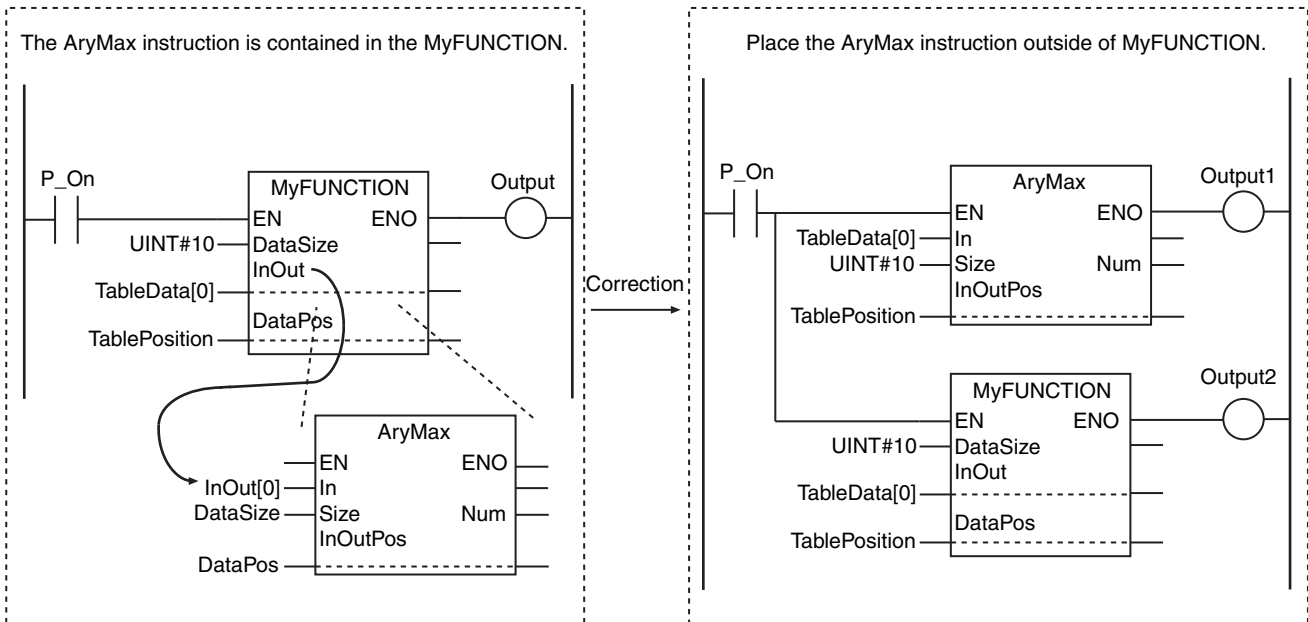 The AryMax instruction is contained in the MyFUNCTION.
P_On
MyFUNCTION
Output
EN ENO
UINT#10 DataSize
InOut
TableData[0]
DataPos
TablePosition
AryMax
EN ENO
InOut[0] In
DataSize Size Num
InOutPos
DataPos
Correction
Place the AryMax instruction outside of MyFUNCTION.
P_On
AryMax
Output1
EN ENO
TableData[0] In
UINT#10 Size Num
InOutPos
TablePosition
MyFUNCTION
Output2
EN ENO
UINT#10 DataSize
InOut
TableData[0]
DataPos
TablePosition